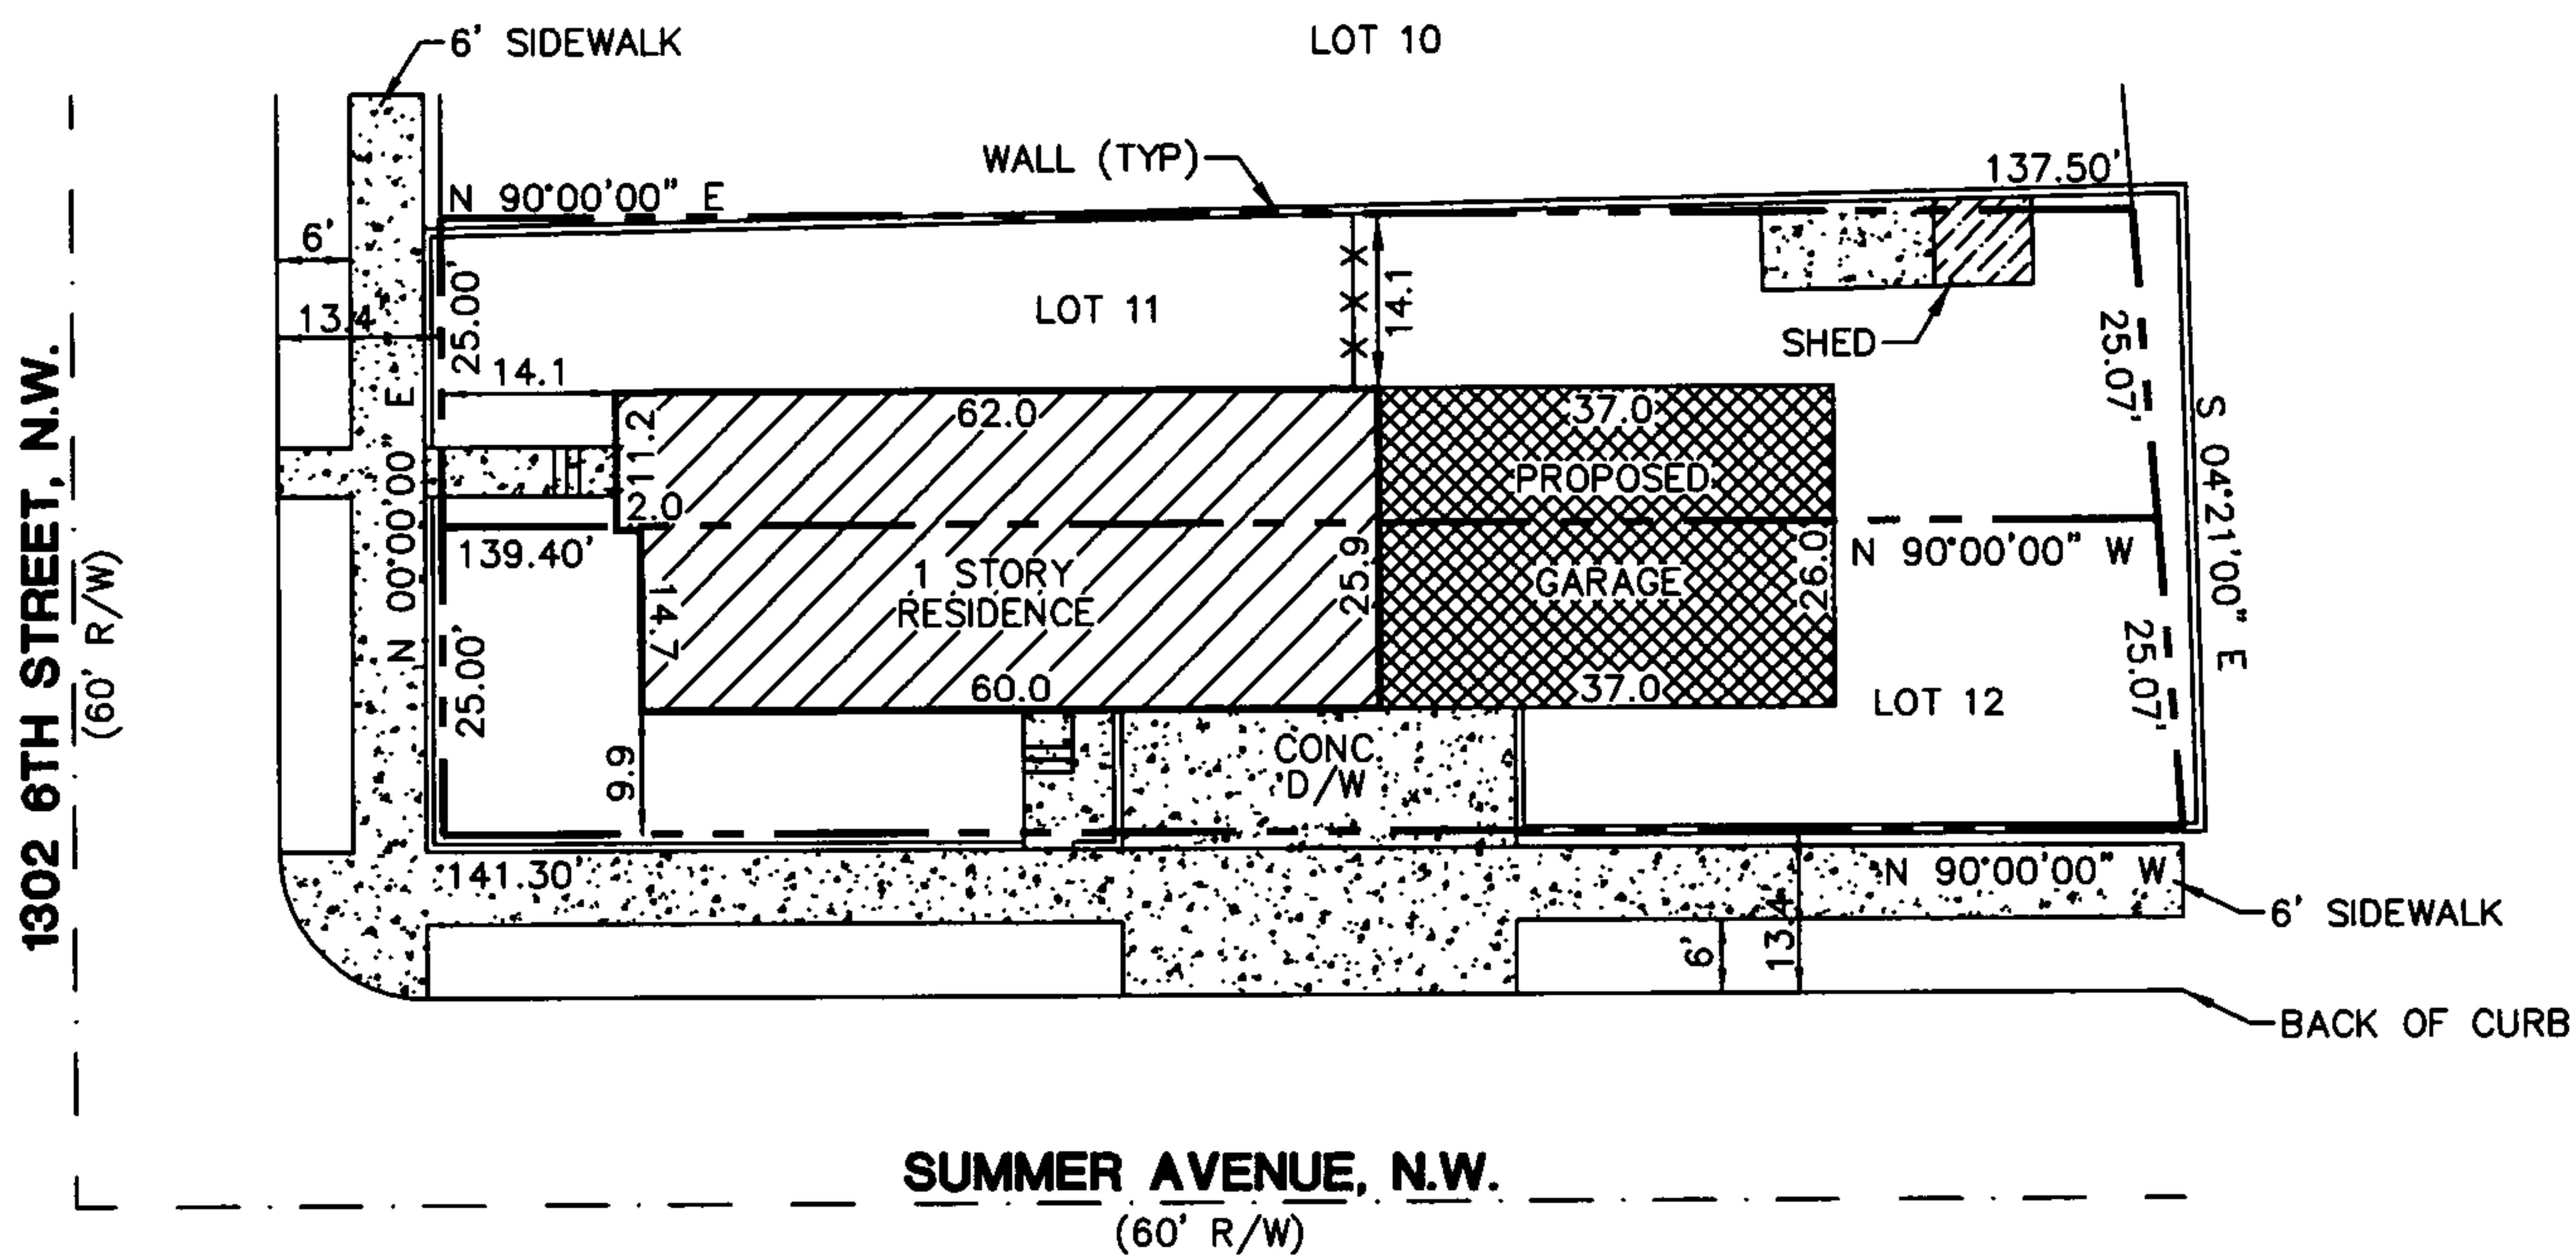 6' SIDEWALK
LOT 10
WALL (TYP)
137.50'
N 90°00'00" E
6'
13.4
25.00'
14.1
LOT 11
14.1
SHED
25.07'
S 04°21'00" E
1302 6TH STREET, N.W.
(60' R/W)
N 00°00'00" E
11.2
62.0
37.0
2.0
PROPOSED
139.40'
1 STORY
RESIDENCE
25.9
GARAGE
26.0
N 90°00'00" W
14.7
25.00'
60.0
37.0
LOT 12
25.07'
9.9
CONC
D/W
141.30'
N 90°00'00" W
6' SIDEWALK
6'
13.4
BACK OF CURB
SUMMER AVENUE, N.W.
(60' R/W)